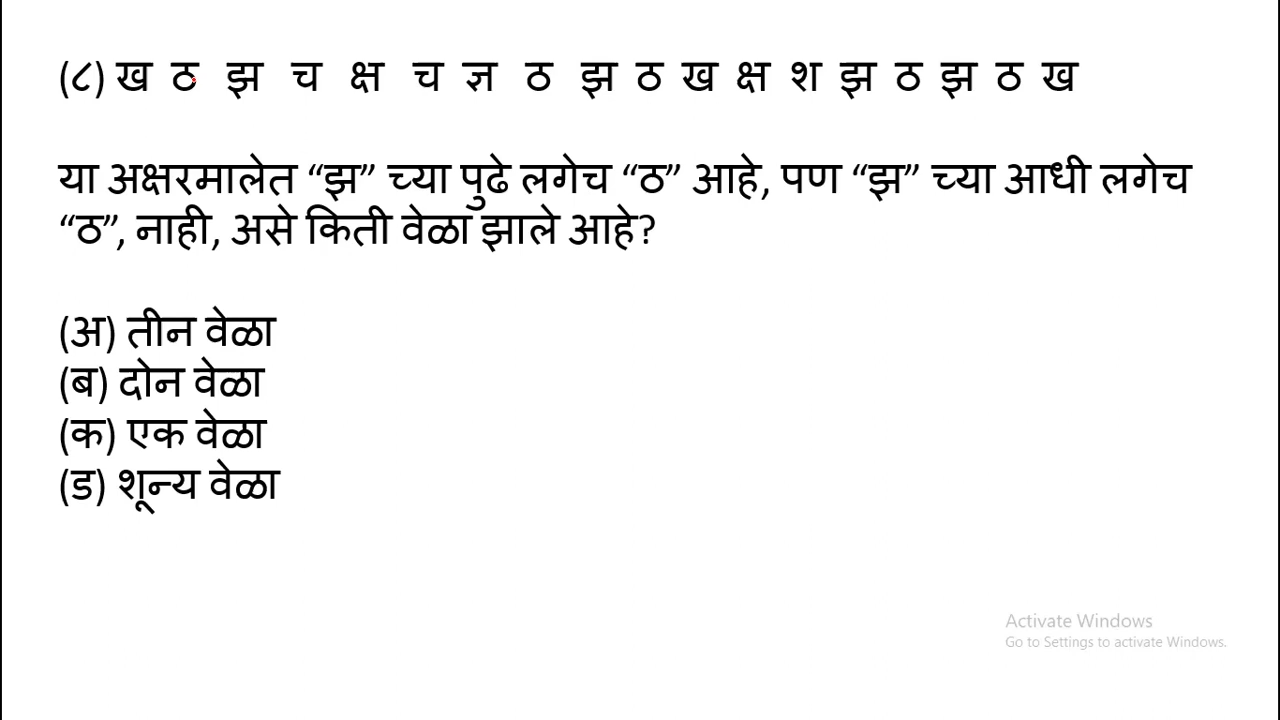 (८) ख ठ झ च क्ष च ज्ञ ठ झ ठ ख क्ष श झ ठ झ ठ ख
या अक्षरमालेत “झ” च्या पुढे लगेच “ठ” आहे, पण “झ” च्या आधी लगेच
“ठ”, नाही, असे किती वेळा झाले आहे?
(अ) तीन वेळा
(ब) दोन वेळा
(क) एक वेळा
(ड) शून्य वेळा
Activate Windows
Go to Settings to activate Windows.